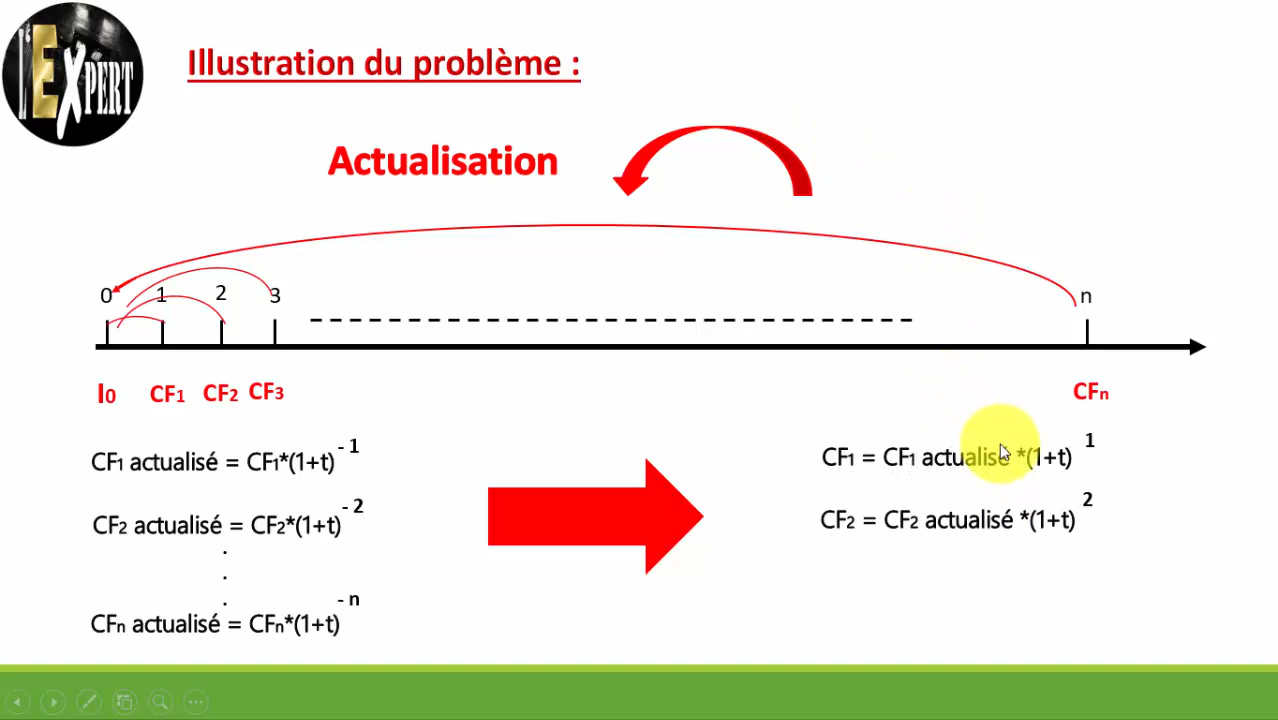 L'EXPERT
Illustration du problème :
Actualisation
0 1 2 3 n
I0 CF1 CF2 CF3 CFn
CF1 actualisé = CF1*(1+t)^-1
CF2 actualisé = CF2*(1+t)^-2
.
.
.
CFn actualisé = CFn*(1+t)^-n
CF1 = CF1 actualisé *(1+t)^1
CF2 = CF2 actualisé *(1+t)^2